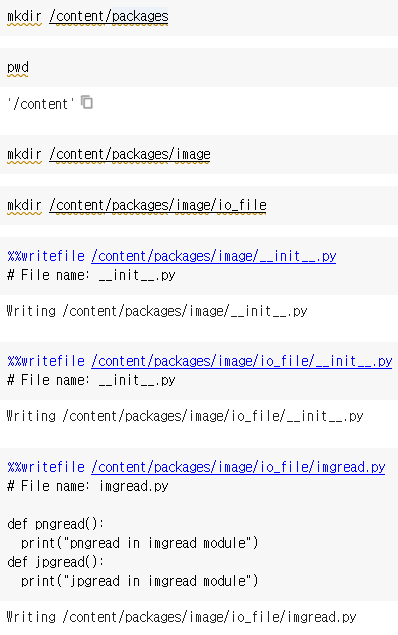 mkdir /content/packages
pwd
'/content'
mkdir /content/packages/image
mkdir /content/packages/image/io_file
%%writefile /content/packages/image/__init__.py
# File name: __init__.py
Writing /content/packages/image/__init__.py
%%writefile /content/packages/image/io_file/__init__.py
# File name: __init__.py
Writing /content/packages/image/io_file/__init__.py
%%writefile /content/packages/image/io_file/imgread.py
# File name: imgread.py
def pngread():
  print("pngread in imgread module")
def jpgread():
  print("jpgread in imgread module")
Writing /content/packages/image/io_file/imgread.py